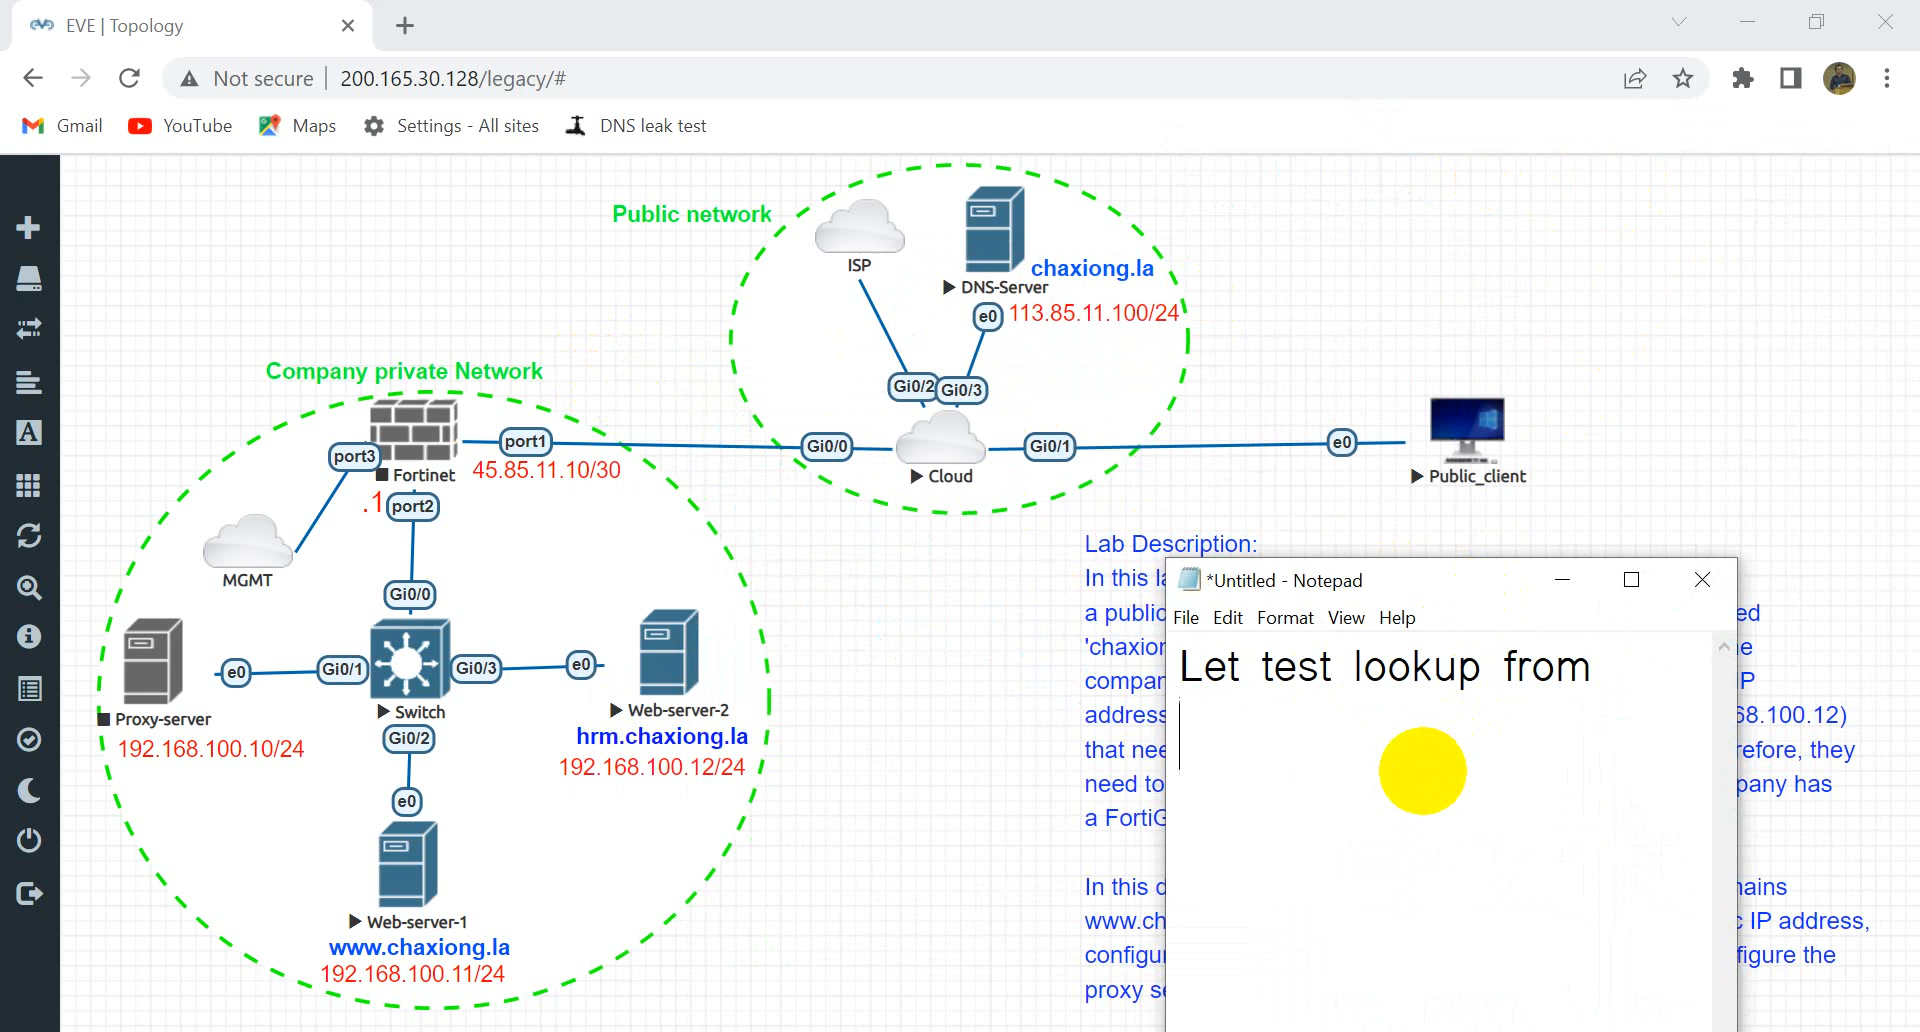 EVE | Topology
Not secure
200.165.30.128/legacy/#
Gmail
YouTube
Maps
Settings - All sites
DNS leak test
Public network
ISP
chaxiong.la
DNS-Server
e0
113.85.11.100/24
Company private Network
Gi0/2
Gi0/3
port1
port3
Gi0/0
Gi0/1
e0
45.85.11.10/30
Fortinet
Cloud
Public_client
.1
port2
MGMT
Gi0/0
e0
Gi0/1
Gi0/3
e0
Proxy-server
Switch
Web-server-2
192.168.100.10/24
Gi0/2
hrm.chaxiong.la
192.168.100.12/24
e0
Web-server-1
www.chaxiong.la
192.168.100.11/24
Lab Description:
In this
a public
ed
'chaxion
e
compan
P
address
68.100.12)
that nee
refore, they
need to
pany has
a FortiG
In this d
nains
www.ch
c IP address,
configu
figure the
proxy se
*Untitled - Notepad
File Edit Format View Help
Let test lookup from